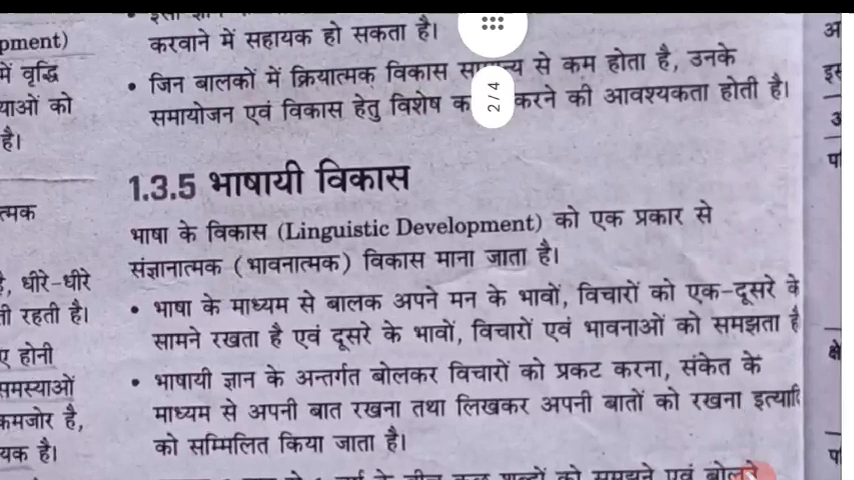 pment)
में वृद्धि
याओं को
है।
त्मक
है, धीरे-धीरे
ती रहती है।
ए होनी
समस्याओं
कमजोर है,
यक है।
करवाने में सहायक हो सकता है।
• जिन बालकों में क्रियात्मक विकास से कम होता है, उनके
समायोजन एवं विकास हेतु विशेष करने की आवश्यकता होती है।
2/4
1.3.5 भाषायी विकास
भाषा के विकास (Linguistic Development) को एक प्रकार से
संज्ञानात्मक (भावनात्मक) विकास माना जाता है।
• भाषा के माध्यम से बालक अपने मन के भावों, विचारों को एक-दूसरे के
सामने रखता है एवं दूसरे के भावों, विचारों एवं भावनाओं को समझता है
• भाषायी ज्ञान के अन्तर्गत बोलकर विचारों को प्रकट करना, संकेत के
माध्यम से अपनी बात रखना तथा लिखकर अपनी बातों को रखना
को सम्मिलित किया जाता है।